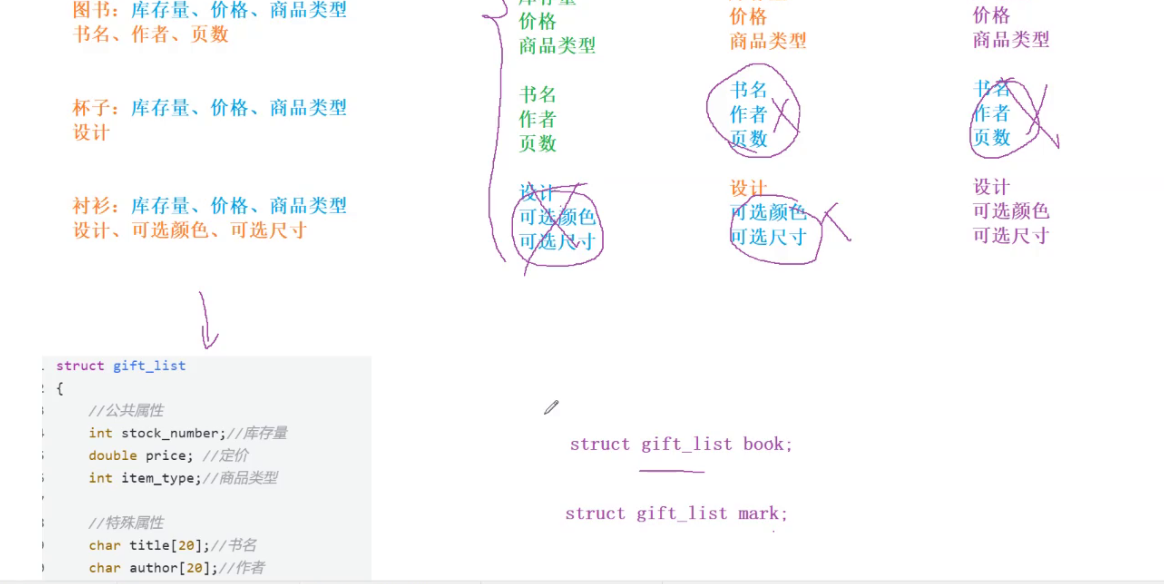 图书：库存量、价格、商品类型
书名、作者、页数
杯子：库存量、价格、商品类型
设计
衬衫：库存量、价格、商品类型
设计、可选颜色、可选尺寸
库存量
价格
商品类型
书名
作者
页数
设计
可选颜色
可选尺寸
价格
商品类型
书名
作者
页数
设计
可选颜色
可选尺寸
价格
商品类型
书名
作者
页数
设计
可选颜色
可选尺寸
struct gift_list
{
//公共属性
int stock_number;//库存量
double price; //定价
int item_type;//商品类型
//特殊属性
char title[20];//书名
char author[20];//作者
struct gift_list book;
struct gift_list mark;